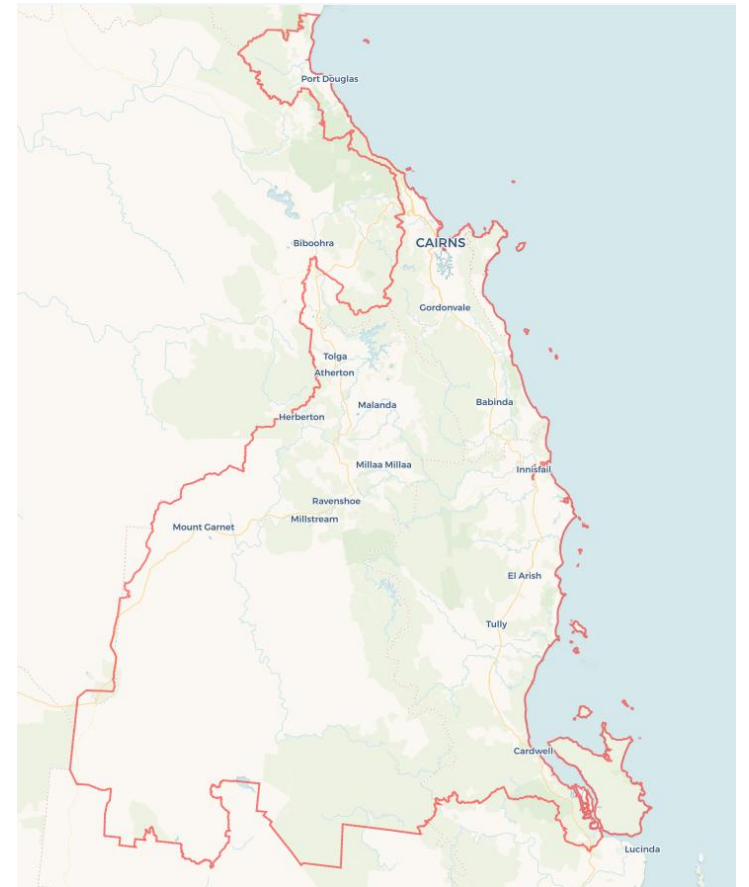 Port Douglas
Biboohra
CAIRNS
Gordonvale
Tolga
Atherton
Malanda
Babinda
Herberton
Millaa Millaa
Innisfail
Ravenshoe
Millstream
Mount Garnet
El Arish
Tully
Cardwell
Lucinda